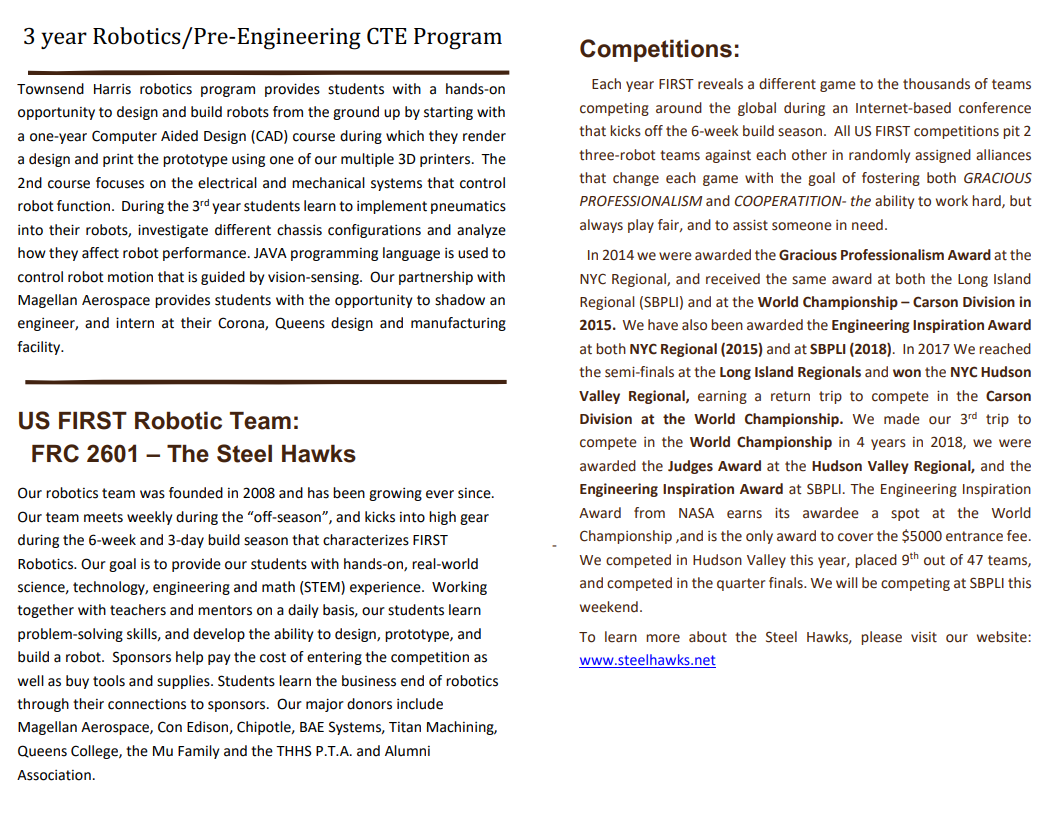 3 year Robotics/Pre-Engineering CTE Program
Townsend Harris robotics program provides students with a hands-on
opportunity to design and build robots from the ground up by starting with
a one-year Computer Aided Design (CAD) course during which they render
a design and print the prototype using one of our multiple 3D printers. The
2nd course focuses on the electrical and mechanical systems that control
robot function. During the 3rd year students learn to implement pneumatics
into their robots, investigate different chassis configurations and analyze
how they affect robot performance. JAVA programming language is used to
control robot motion that is guided by vision-sensing. Our partnership with
Magellan Aerospace provides students with the opportunity to shadow an
engineer, and intern at their Corona, Queens design and manufacturing
facility.
US FIRST Robotic Team:
FRC 2601 – The Steel Hawks
Our robotics team was founded in 2008 and has been growing ever since.
Our team meets weekly during the “off-season”, and kicks into high gear
during the 6-week and 3-day build season that characterizes FIRST
Robotics. Our goal is to provide our students with hands-on, real-world
science, technology, engineering and math (STEM) experience. Working
together with teachers and mentors on a daily basis, our students learn
problem-solving skills, and develop the ability to design, prototype, and
build a robot. Sponsors help pay the cost of entering the competition as
well as buy tools and supplies. Students learn the business end of robotics
through their connections to sponsors. Our major donors include
Magellan Aerospace, Con Edison, Chipotle, BAE Systems, Titan Machining,
Queens College, the Mu Family and the THHS P.T.A. and Alumni
Association.
Competitions:
Each year FIRST reveals a different game to the thousands of teams
competing around the global during an Internet-based conference
that kicks off the 6-week build season. All US FIRST competitions pit 2
three-robot teams against each other in randomly assigned alliances
that change each game with the goal of fostering both GRACIOUS
PROFESSIONALISM and COOPERATITION- the ability to work hard, but
always play fair, and to assist someone in need.
In 2014 we were awarded the Gracious Professionalism Award at the
NYC Regional, and received the same award at both the Long Island
Regional (SBPLI) and at the World Championship – Carson Division in
2015. We have also been awarded the Engineering Inspiration Award
at both NYC Regional (2015) and at SBPLI (2018). In 2017 We reached
the semi-finals at the Long Island Regionals and won the NYC Hudson
Valley Regional, earning a return trip to compete in the Carson
Division at the World Championship. We made our 3rd trip to
compete in the World Championship in 4 years in 2018, we were
awarded the Judges Award at the Hudson Valley Regional, and the
Engineering Inspiration Award at SBPLI. The Engineering Inspiration
Award from NASA earns its awardee a spot at the World
Championship ,and is the only award to cover the $5000 entrance fee.
We competed in Hudson Valley this year, placed 9th out of 47 teams,
and competed in the quarter finals. We will be competing at SBPLI this
weekend.
To learn more about the Steel Hawks, please visit our website:
www.steelhawks.net